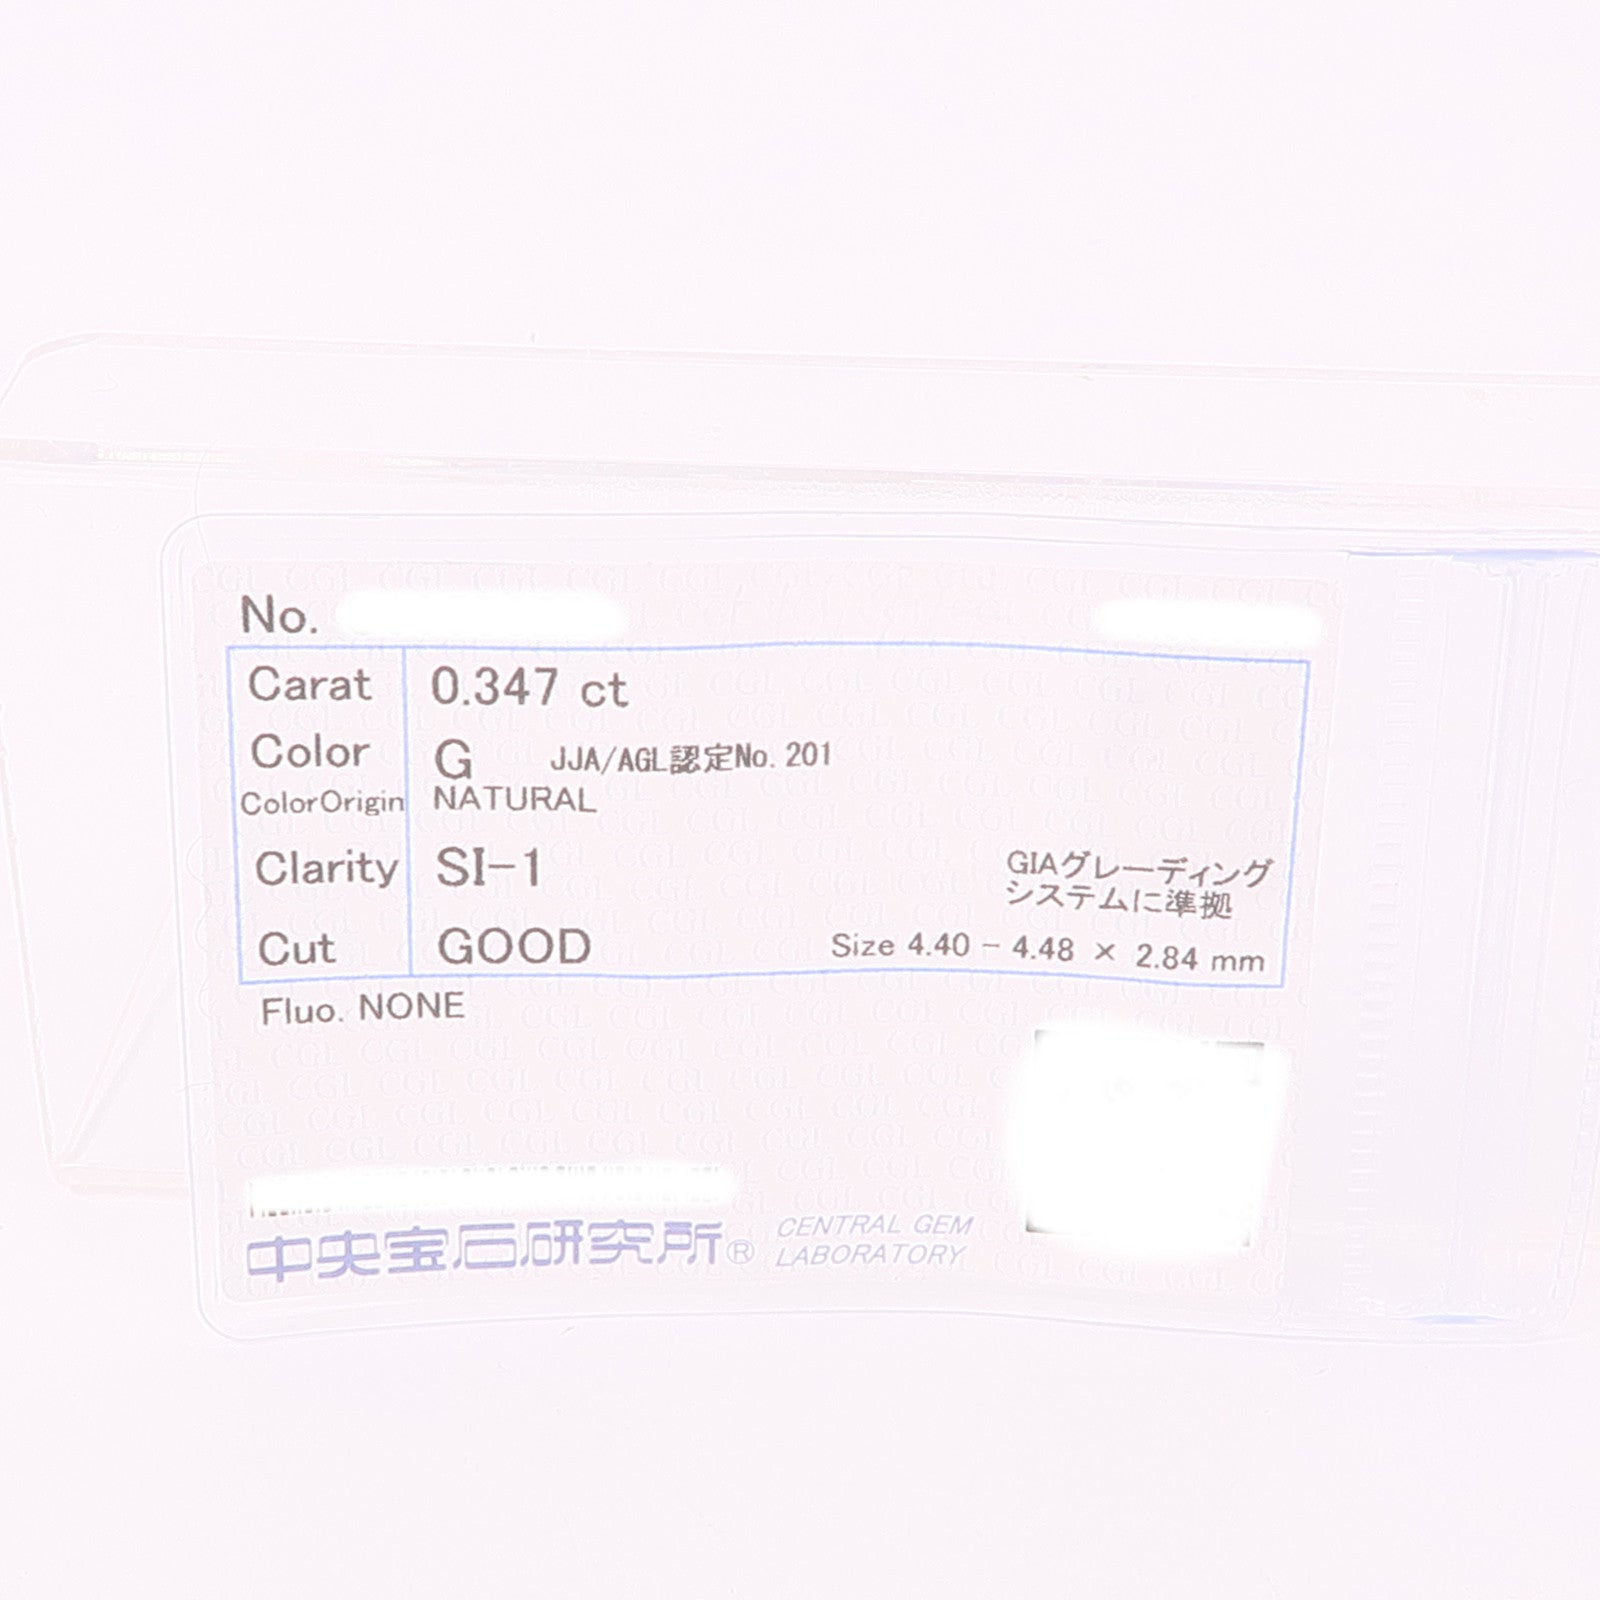 No.
Carat 0.347 ct
Color G JJA/AGL認定No.201
ColorOrigin NATURAL
Clarity SI-1
GIAグレーディング
システムに準拠
Cut GOOD Size 4.40 - 4.48 × 2.84 mm
Fluo. NONE
中央宝石研究所® CENTRAL GEM
LABORATORY